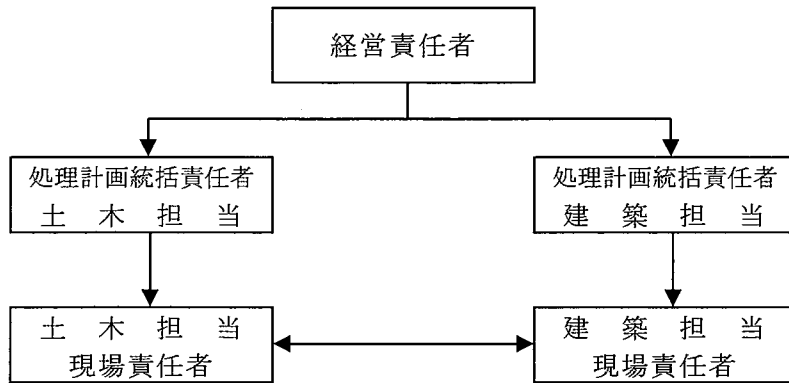 経営責任者
処理計画統括責任者
土木担当
処理計画統括責任者
建築担当
土木担当
現場責任者
建築担当
現場責任者